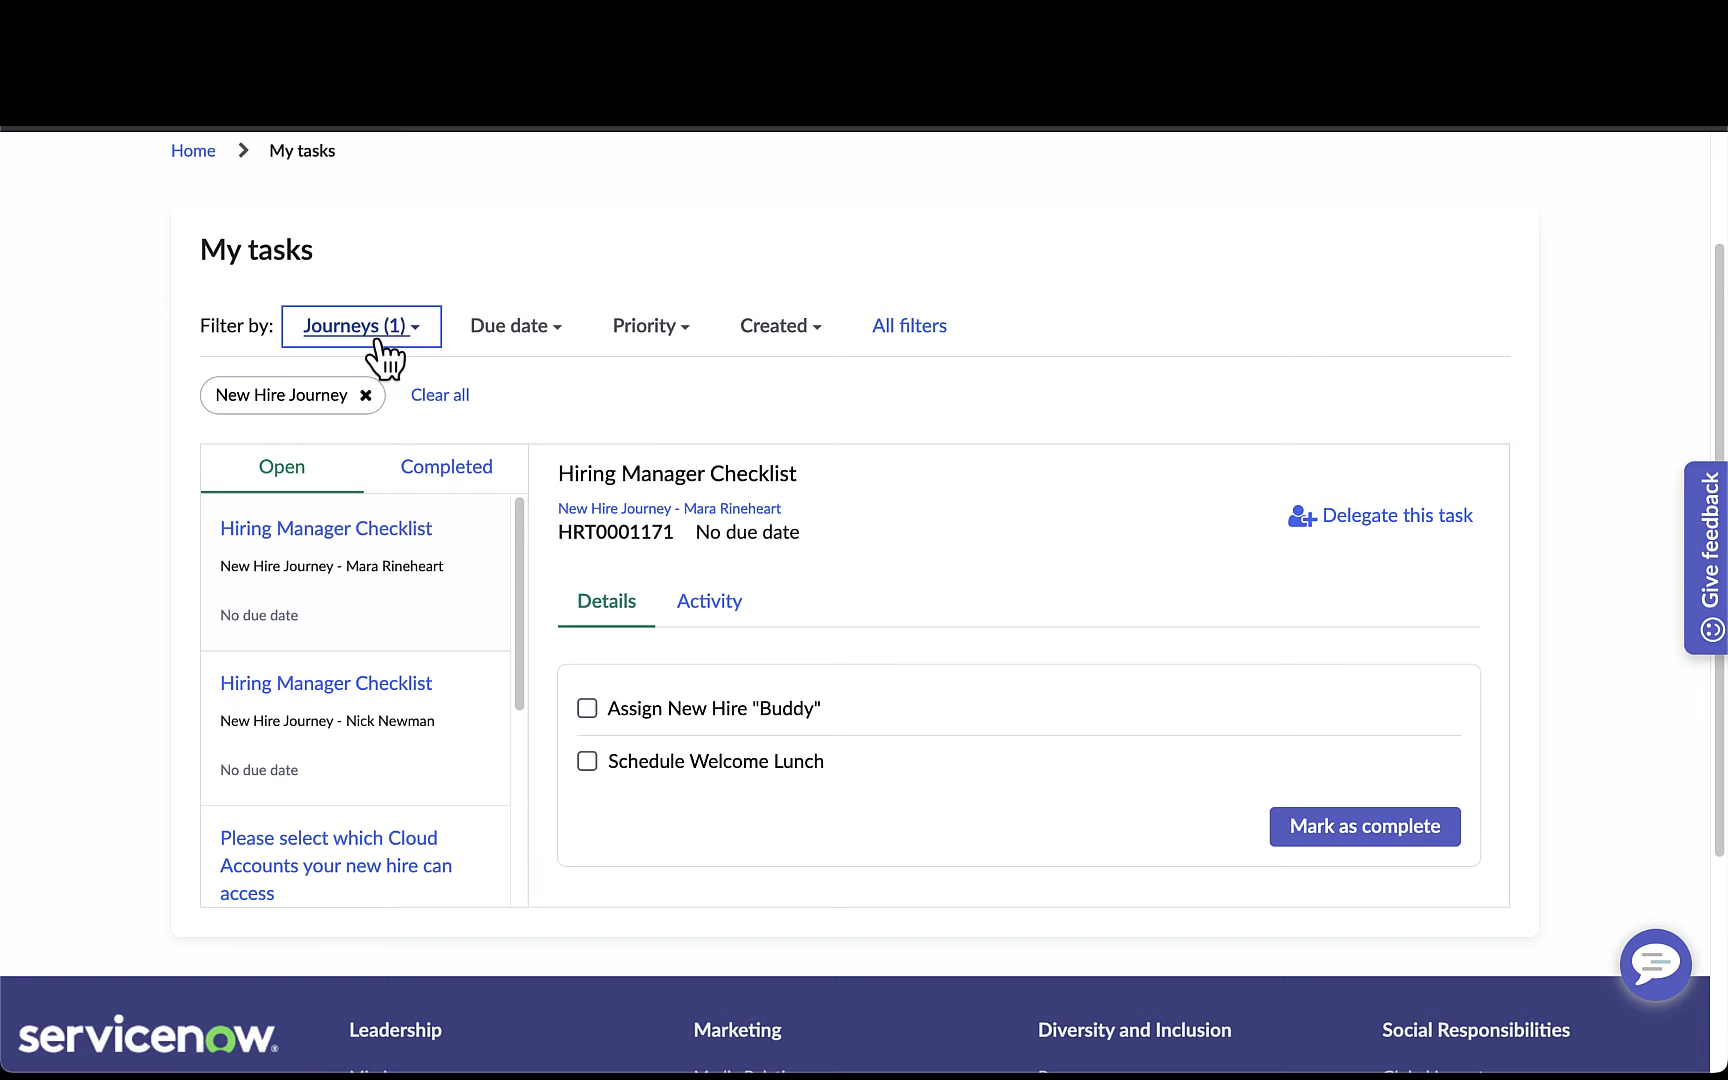 Home > My tasks
My tasks
Filter by: Journeys (1) Due date Priority Created All filters
New Hire Journey ✖ Clear all
Open Completed
Hiring Manager Checklist
New Hire Journey - Mara Rineheart
No due date
Hiring Manager Checklist
New Hire Journey - Nick Newman
No due date
Please select which Cloud
Accounts your new hire can
access
Hiring Manager Checklist
New Hire Journey - Mara Rineheart
HRT0001171 No due date
Delegate this task
Details Activity
Assign New Hire "Buddy"
Schedule Welcome Lunch
Mark as complete
Give feedback
servicenow.
Leadership Marketing Diversity and Inclusion Social Responsibilities